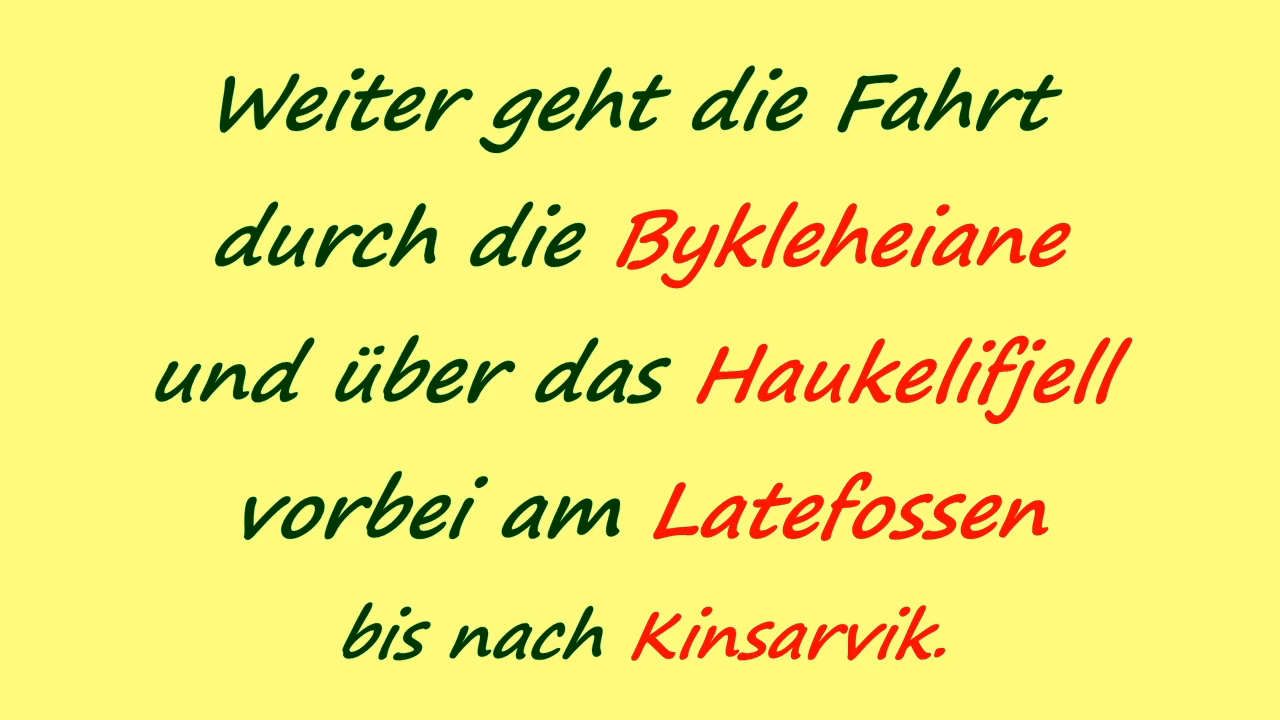 Weiter geht die Fahrt
durch die Bykleheiane
und über das Haukelifjell
vorbei am Latefossen
bis nach Kinsarvik.